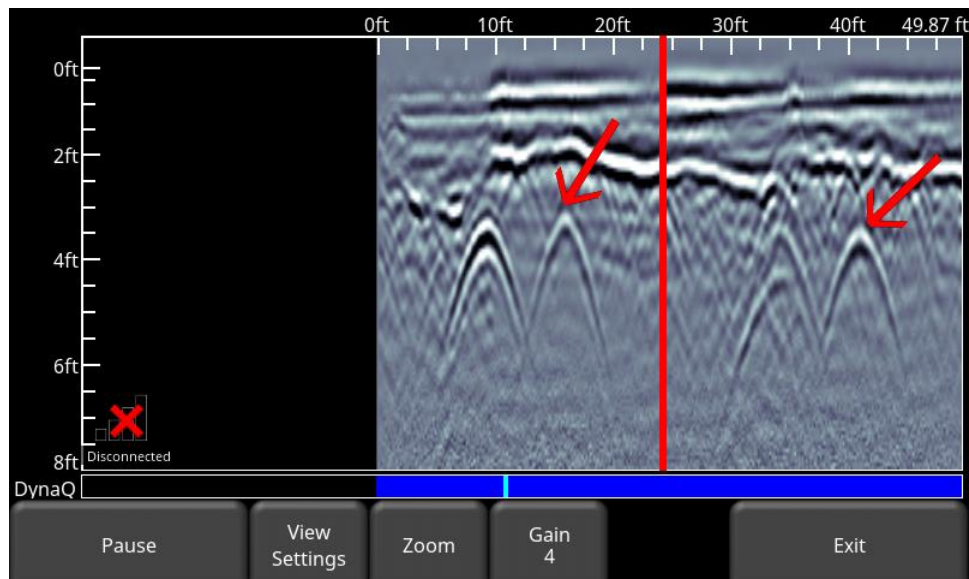 0ft 10ft 20ft 30ft 40ft 49.87 ft
0ft
2ft
4ft
6ft
8ft
Disconnected
DynaQ
Pause
View
Settings
Zoom
Gain
4
Exit